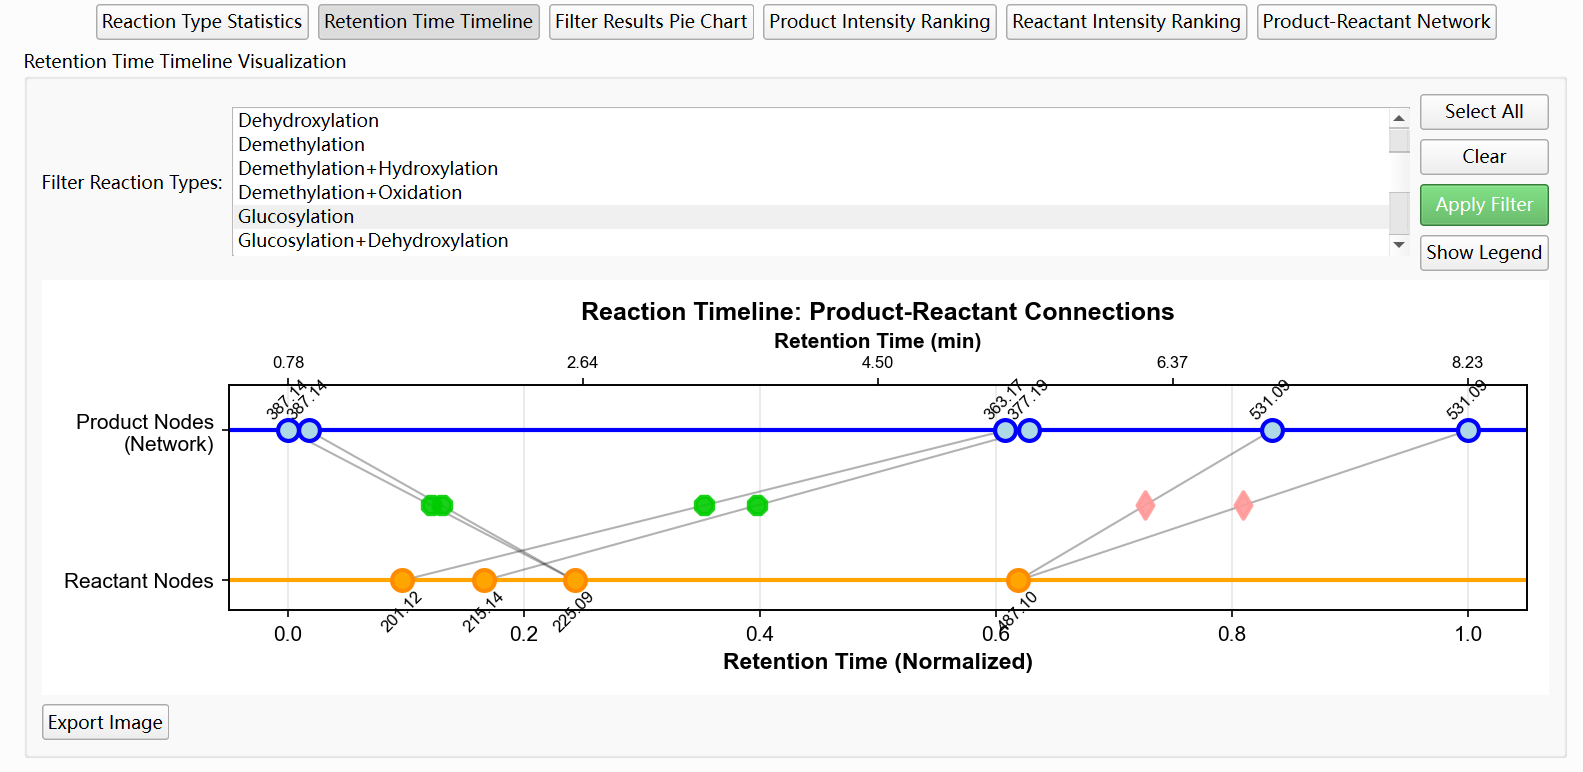 Reaction Type Statistics Retention Time Timeline Filter Results Pie Chart Product Intensity Ranking Reactant Intensity Ranking Product-Reactant Network
Retention Time Timeline Visualization
Filter Reaction Types:
Dehydroxylation
Demethylation
Demethylation+Hydroxylation
Demethylation+Oxidation
Glucosylation
Glucosylation+Dehydroxylation
Select All
Clear
Apply Filter
Show Legend
Reaction Timeline: Product-Reactant Connections
Retention Time (min)
0.78 2.64 4.50 6.37 8.23
387.14 387.14 363.17 377.19 531.09 531.09
Product Nodes
(Network)
Reactant Nodes
201.12 215.14 225.09 487.10
0.0 0.2 0.4 0.6 0.8 1.0
Retention Time (Normalized)
Export Image